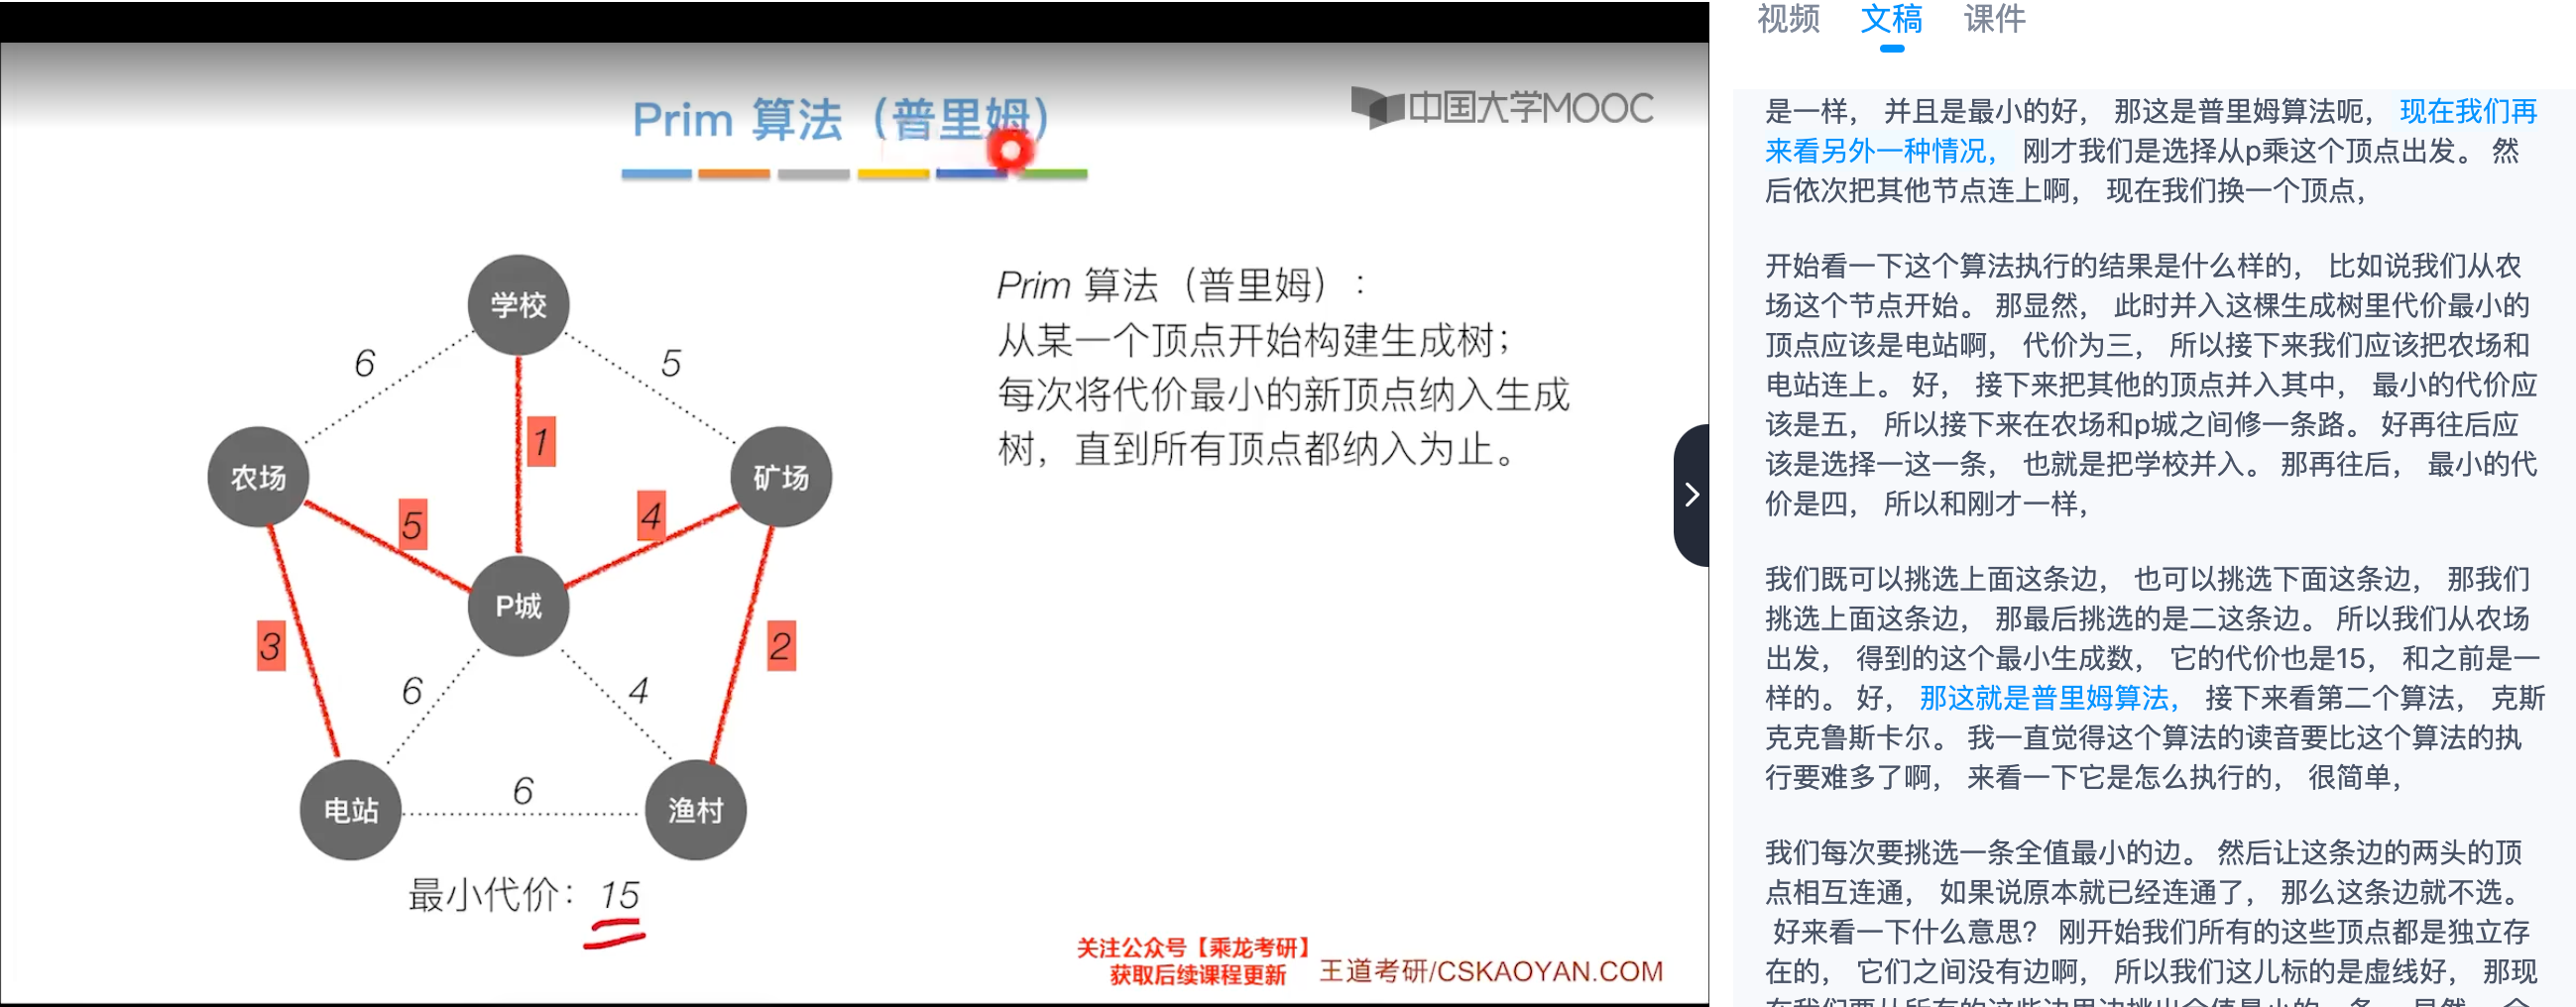 Prim 算法（普里姆）
中国大学MOOC
学校
6
5
1
农场
矿场
5
4
P城
3
2
6
4
电站
6
渔村
最小代价：15
Prim 算法（普里姆）：
从某一个顶点开始构建生成树；
每次将代价最小的新顶点纳入生成
树，直到所有顶点都纳入为止。
关注公众号【乘龙考研】
获取后续课程更新
王道考研/CSKAOYAN.COM
视频 文稿 课件
是一样， 并且是最小的好， 那这是普里姆算法呃， 现在我们再
来看另外一种情况， 刚才我们是选择从p乘这个顶点出发。 然
后依次把其他节点连上啊， 现在我们换一个顶点，
开始看一下这个算法执行的结果是什么样的， 比如说我们从农
场这个节点开始。 那显然， 此时并入这棵生成树里代价最小的
顶点应该是电站啊， 代价为三， 所以接下来我们应该把农场和
电站连上。 好， 接下来把其他的顶点并入其中， 最小的代价应
该是五， 所以接下来在农场和p城之间修一条路。 好再往后应
该是选择一这一条， 也就是把学校并入。 那再往后， 最小的代
价是四， 所以和刚才一样，
我们既可以挑选上面这条边， 也可以挑选下面这条边， 那我们
挑选上面这条边， 那最后挑选的是二这条边。 所以我们从农场
出发， 得到的这个最小生成数， 它的代价也是15， 和之前是一
样的。 好， 那这就是普里姆算法， 接下来看第二个算法， 克斯
克克鲁斯卡尔。 我一直觉得这个算法的读音要比这个算法的执
行要难多了啊， 来看一下它是怎么执行的， 很简单，
我们每次要挑选一条全值最小的边。 然后让这条边的两头的顶
点相互连通， 如果说原本就已经连通了， 那么这条边就不选。
好来看一下什么意思？ 刚开始我们所有的这些顶点都是独立存
在的， 它们之间没有边啊， 所以我们这儿标的是虚线好， 那现